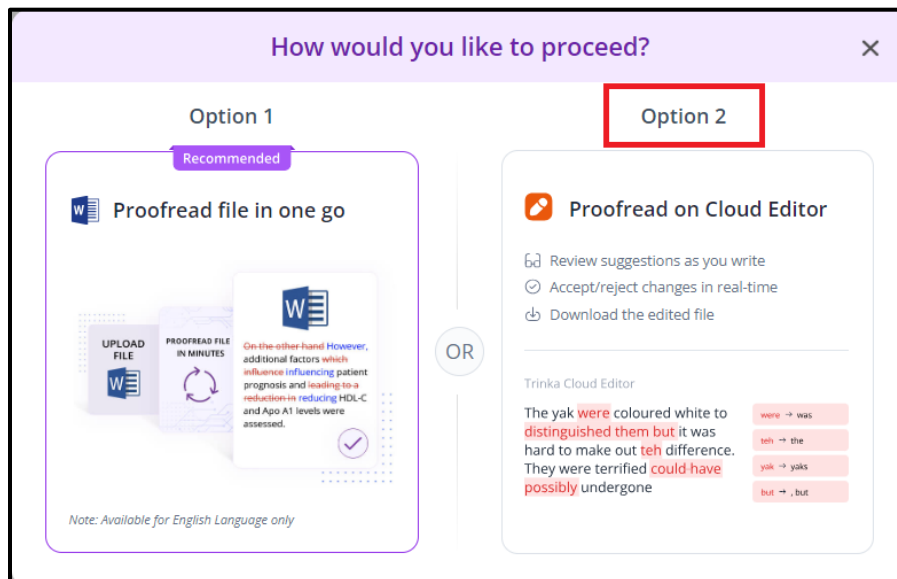 How would you like to proceed?
Option 1
Recommended
Proofread file in one go
UPLOAD
FILE
W
PROOFREAD FILE
IN MINUTES
W
On the other hand However,
additional factors which
influence influencing patient
prognosis and leading to a
reduction in reducing HDL-C
and Apo A1 levels were
assessed.
Note: Available for English Language only
OR
Option 2
Proofread on Cloud Editor
Review suggestions as you write
Accept/reject changes in real-time
Download the edited file
Trinka Cloud Editor
The yak were coloured white to
distinguished them but it was
hard to make out teh difference.
They were terrified could have
possibly undergone
were → was
teh → the
yak → yaks
but → , but